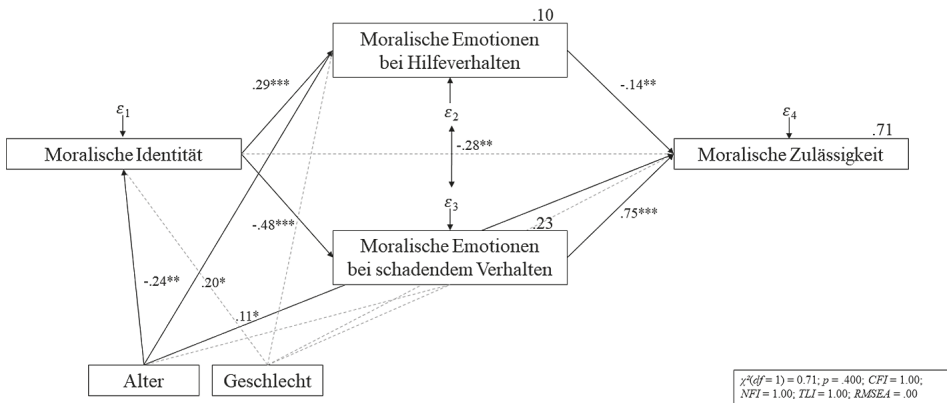 .10
Moralische Emotionen
bei Hilfeverhalten
.29***
-.14**
ε1
ε2
ε4
.71
Moralische Identität
-.28**
Moralische Zulässigkeit
ε3
-.48***
.23
.75***
Moralische Emotionen
bei schadendem Verhalten
-.24**
.20*
.11*
Alter
Geschlecht
χ²(df = 1) = 0.71; p = .400; CFI = 1.00;
NFI = 1.00; TLI = 1.00; RMSEA = .00